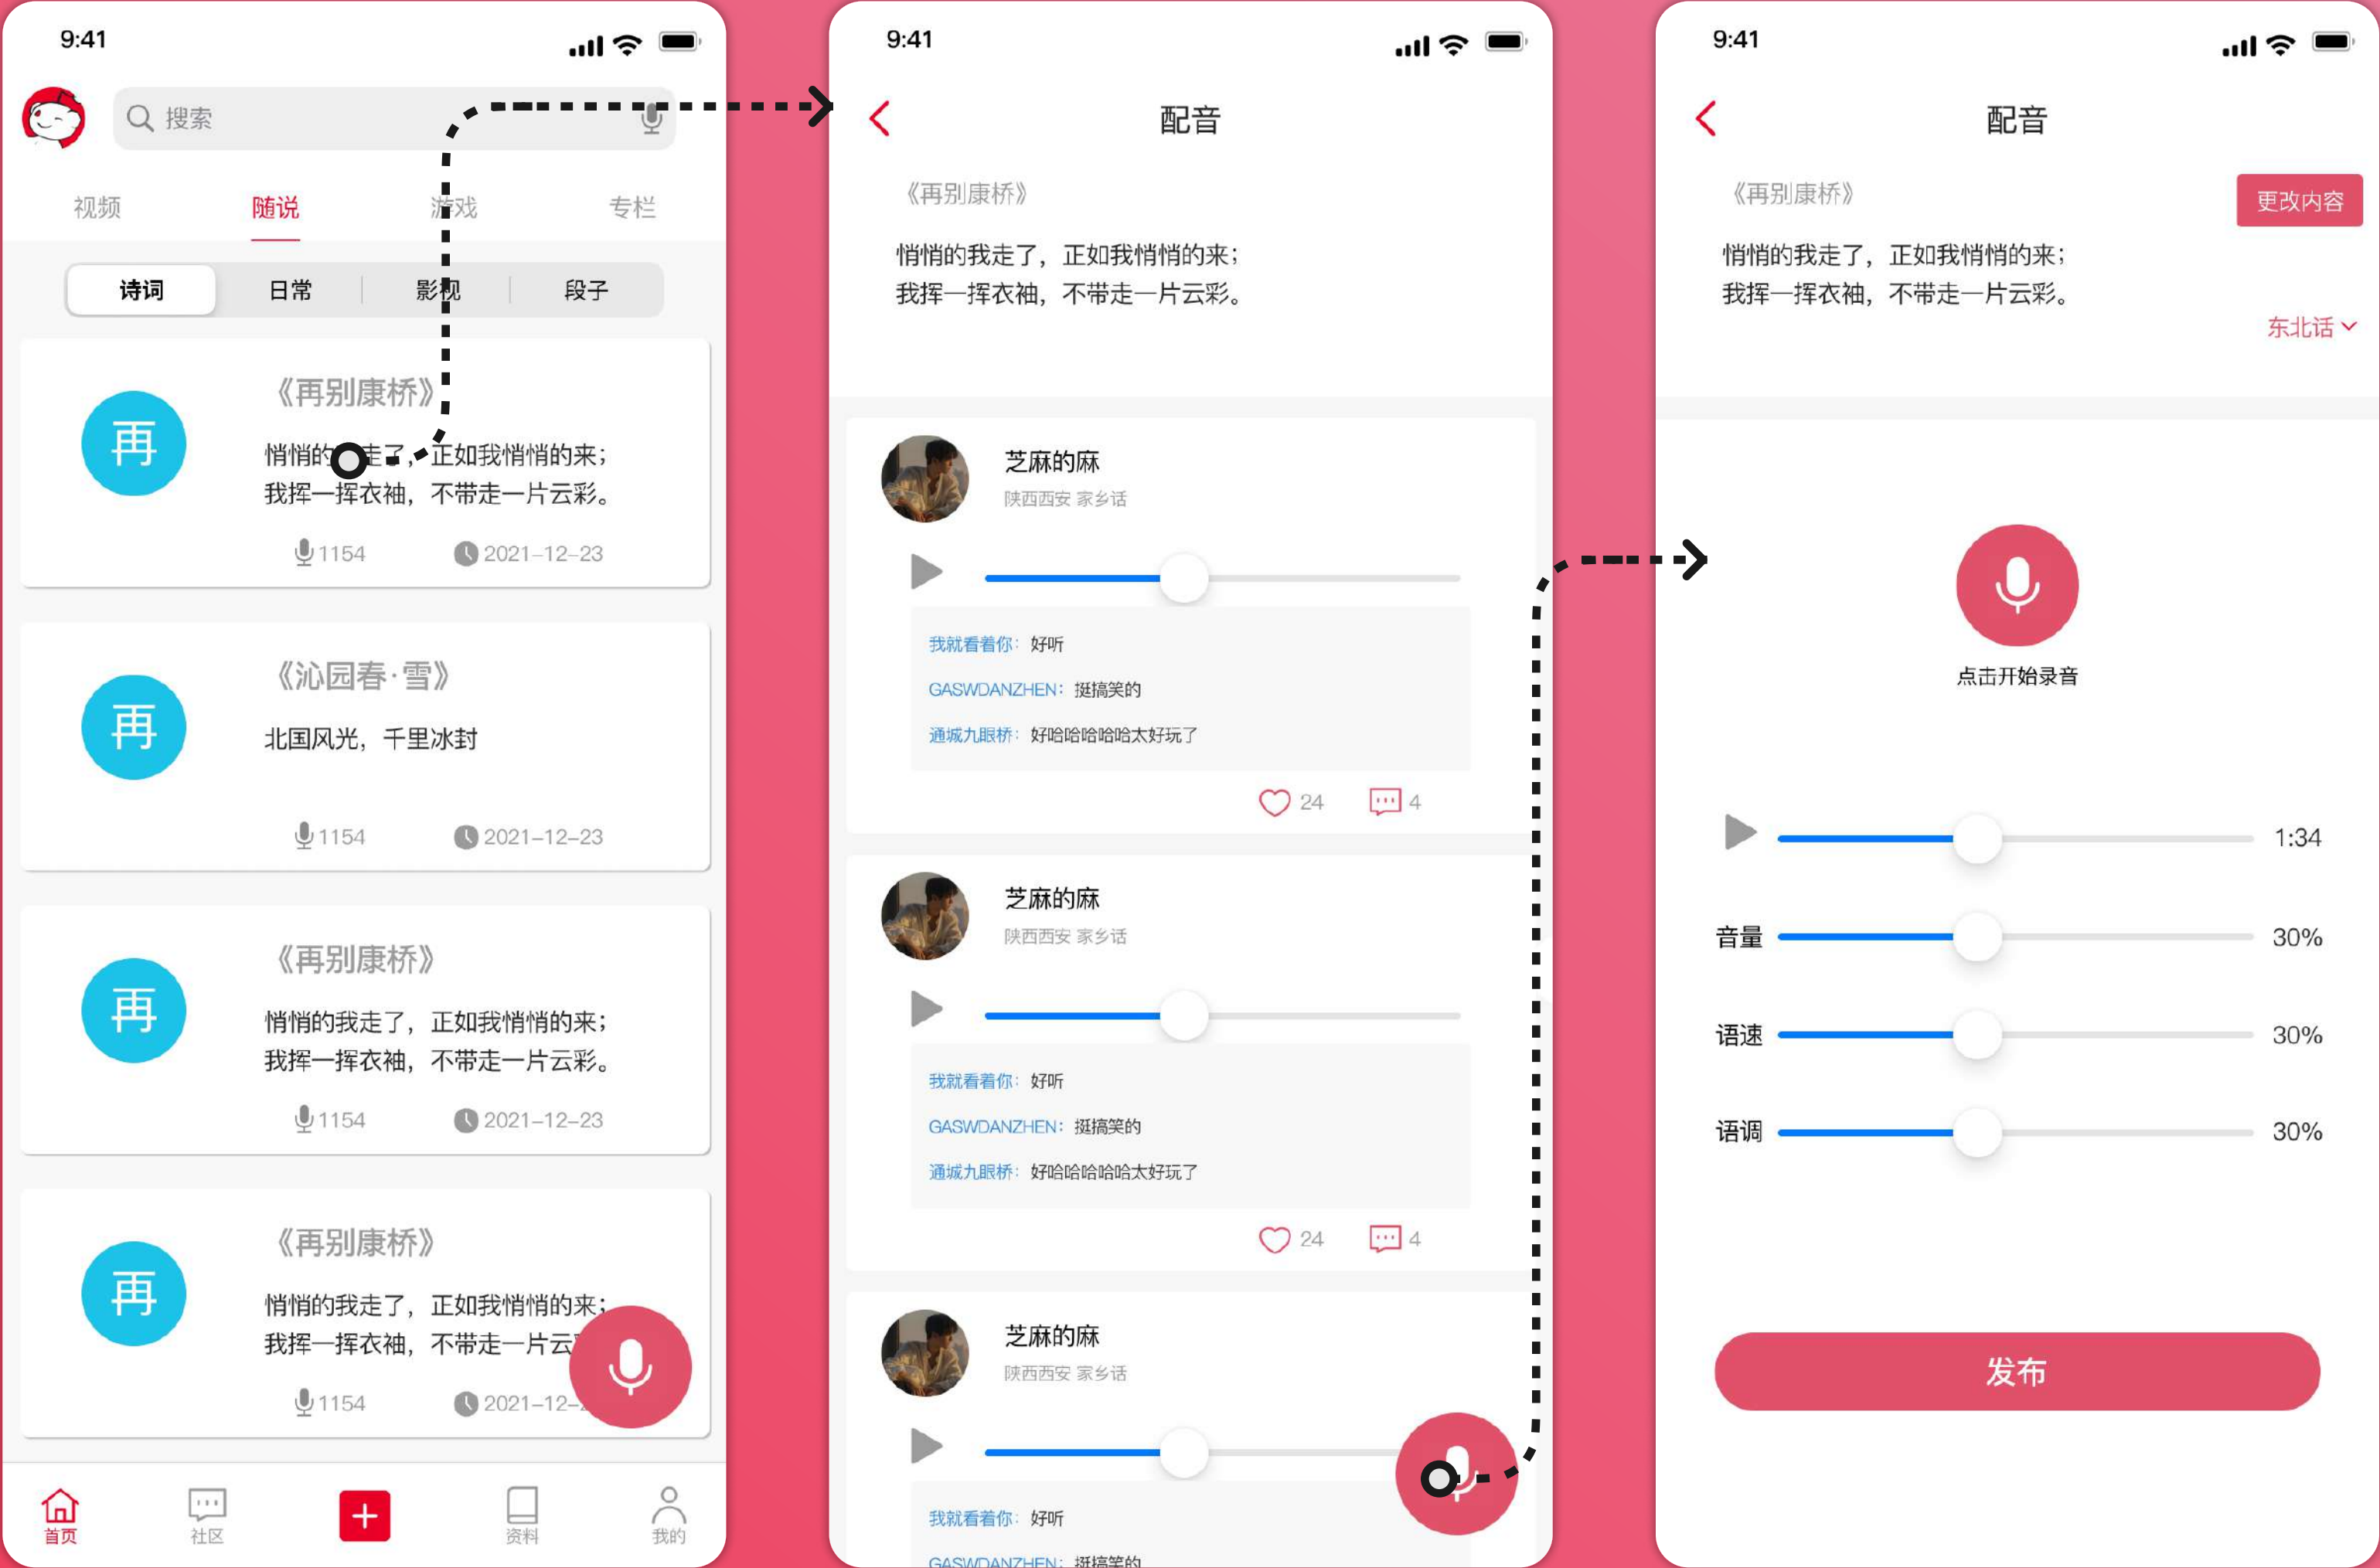 9:41
搜索
视频 随说 游戏 专栏
诗词 日常 影视 段子
再
《再别康桥》
悄悄的我走了，正如我悄悄的来；
我挥一挥衣袖，不带走一片云彩。
1154 2021-12-23
再
《沁园春·雪》
北国风光，千里冰封
1154 2021-12-23
再
《再别康桥》
悄悄的我走了，正如我悄悄的来；
我挥一挥衣袖，不带走一片云彩。
1154 2021-12-23
再
《再别康桥》
悄悄的我走了，正如我悄悄的来；
我挥一挥衣袖，不带走一片云
1154 2021-12-
首页 社区 资料 我的
9:41
配音
《再别康桥》
悄悄的我走了，正如我悄悄的来；
我挥一挥衣袖，不带走一片云彩。
芝麻的麻
陕西西安 家乡话
我就看着你：好听
GASWDANZHEN：挺搞笑的
通城九眼桥：好哈哈哈哈哈太好玩了
24 4
芝麻的麻
陕西西安 家乡话
我就看着你：好听
GASWDANZHEN：挺搞笑的
通城九眼桥：好哈哈哈哈哈太好玩了
24 4
芝麻的麻
陕西西安 家乡话
我就看着你：好听
GASWDANZHEN：挺搞笑的
9:41
配音
《再别康桥》
更改内容
悄悄的我走了，正如我悄悄的来；
我挥一挥衣袖，不带走一片云彩。
东北话
点击开始录音
1:34
音量 30%
语速 30%
语调 30%
发布